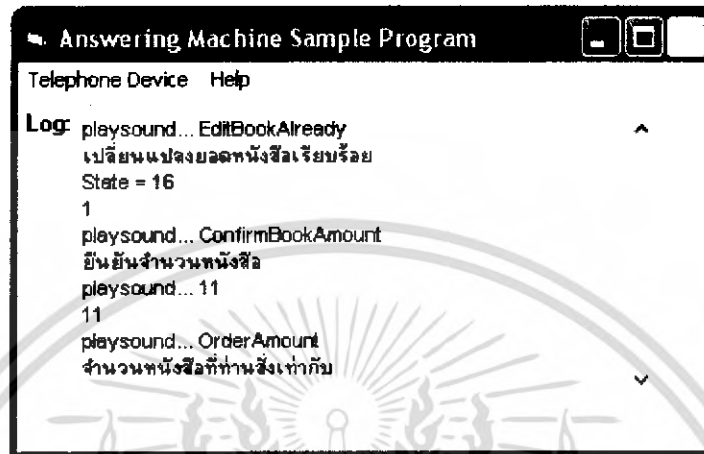 Answering Machine Sample Program
Telephone Device Help
Log: playsound... EditBookAlready
เปลี่ยนแปลงยอดหนังสือเรียบร้อย
State = 16
1
playsound... ConfirmBookAmount
ยืนยันจำนวนหนังสือ
playsound... 11
11
playsound... OrderAmount
จำนวนหนังสือที่ท่านสั่งเท่ากับ